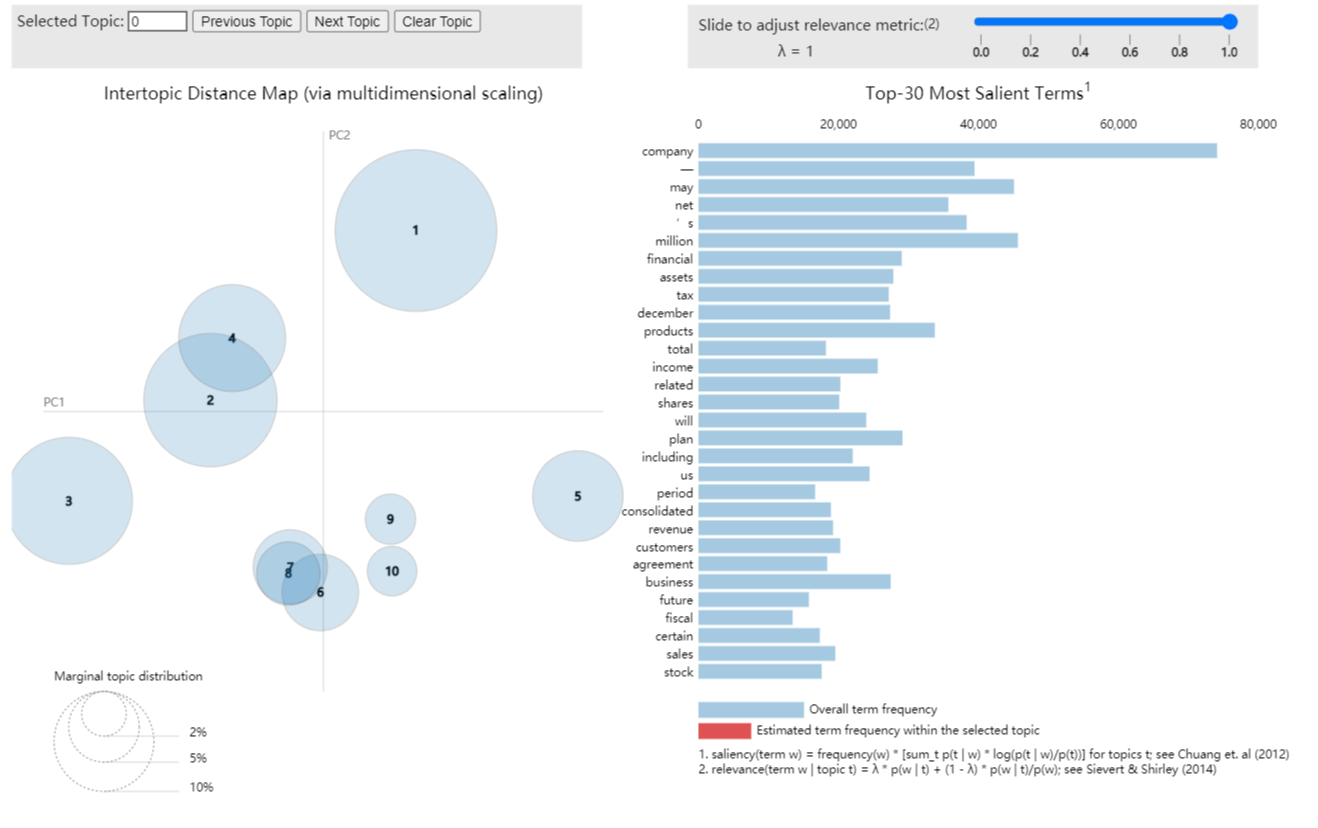 Selected Topic: 0 Previous Topic Next Topic Clear Topic
Slide to adjust relevance metric:(2)
λ = 1
0.0 0.2 0.4 0.6 0.8 1.0
Intertopic Distance Map (via multidimensional scaling)
PC2
PC1
1
4
2
3
5
9
7
8
10
6
Marginal topic distribution
2%
5%
10%
Top-30 Most Salient Terms1
0 20,000 40,000 60,000 80,000
company
—
may
net
' s
million
financial
assets
tax
december
products
total
income
related
shares
will
plan
including
us
period
consolidated
revenue
customers
agreement
business
future
fiscal
certain
sales
stock
Overall term frequency
Estimated term frequency within the selected topic
1. saliency(term w) = frequency(w) * [sum_t p(t | w) * log(p(t | w)/p(t))] for topics t; see Chuang et. al (2012)
2. relevance(term w | topic t) = λ * p(w | t) + (1 - λ) * p(w | t)/p(w); see Sievert & Shirley (2014)